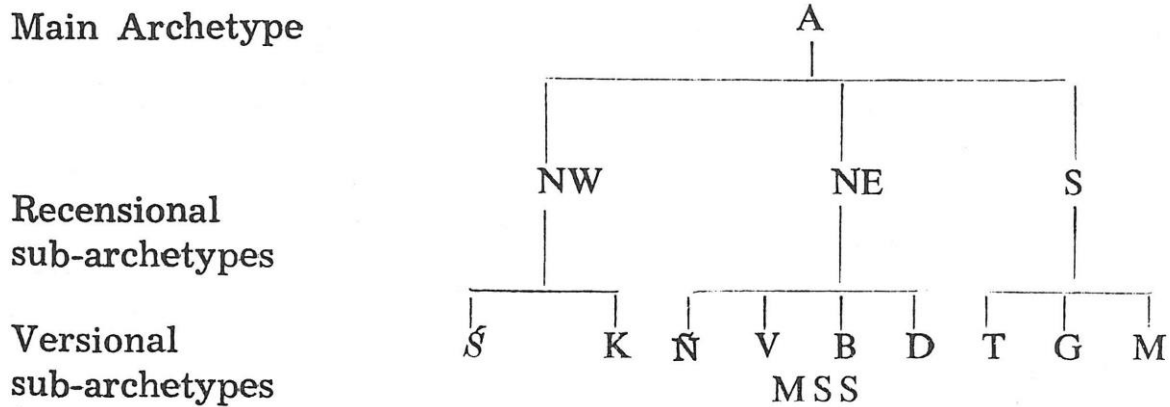 Main Archetype
A
NW NE S
Recensional
sub-archetypes
Versional
sub-archetypes
Ś K Ñ V B D T G M
MSS